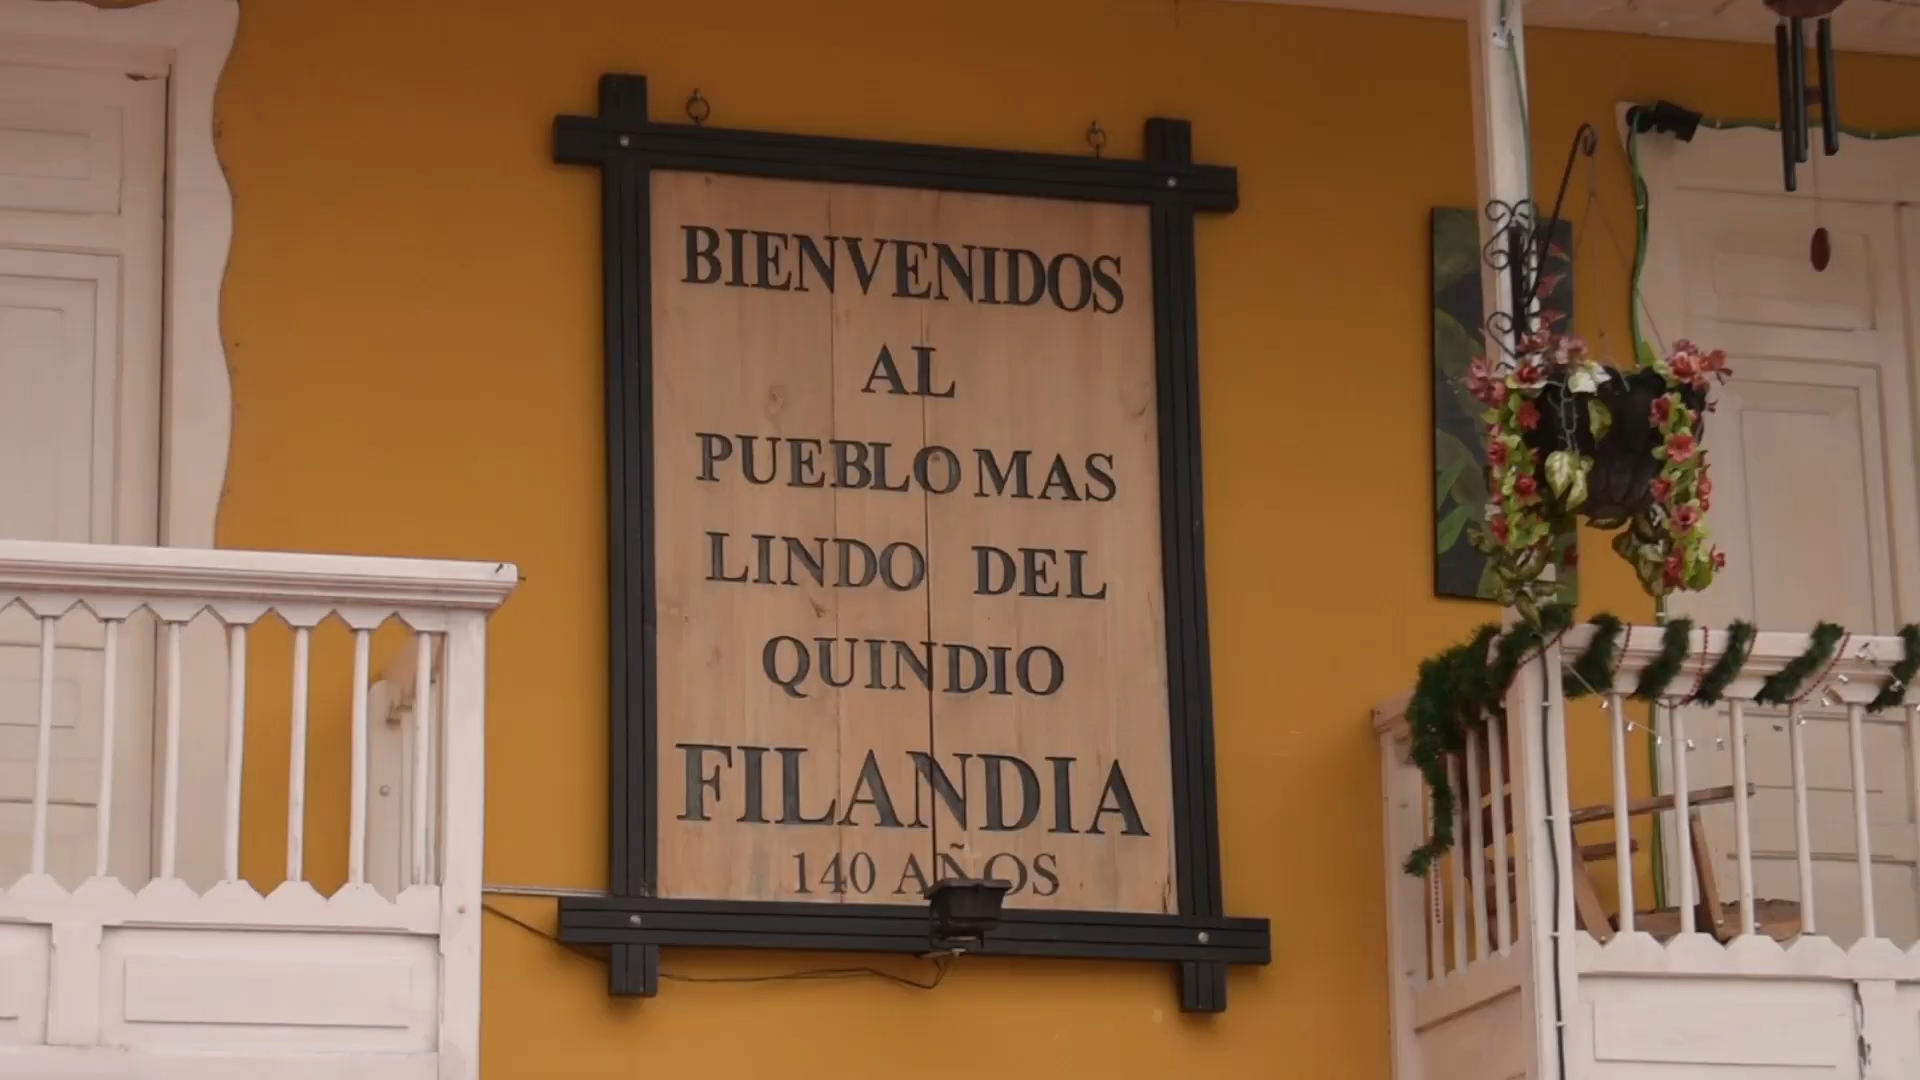 BIENVENIDOS
AL
PUEBLO MAS
LINDO DEL
QUINDIO
FILANDIA
140 AÑOS